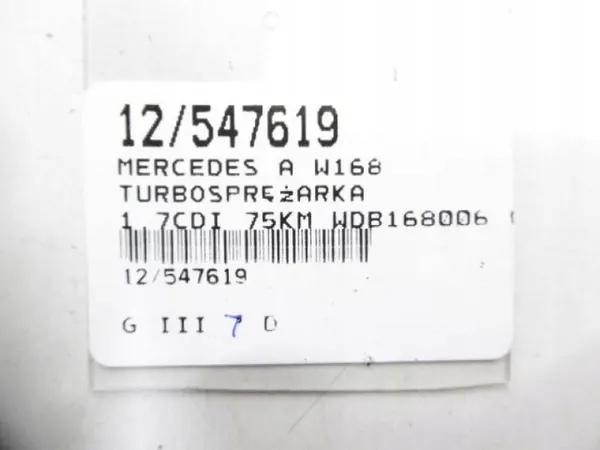 12/547619
MERCEDES A W168
TURBOSPRĘżARKA
1.7CDI 75KM WDB168006
12/547619
G III 7 D